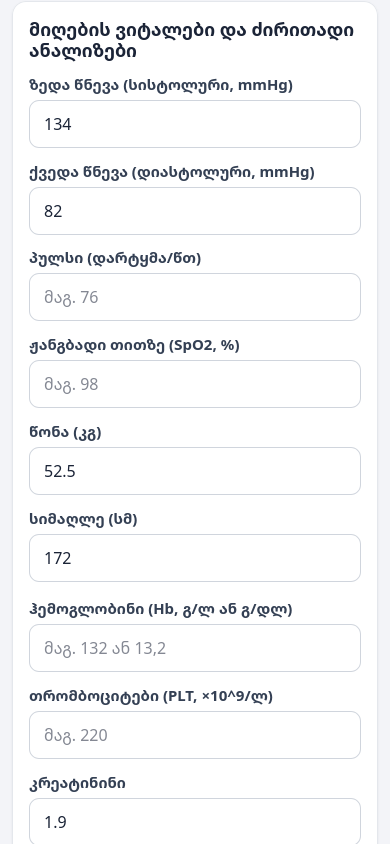 მიღების ვიტალები და ძირითადი
ანალიზები
ზედა წნევა (სისტოლური, mmHg)
134
ქვედა წნევა (დიასტოლური, mmHg)
82
პულსი (დარტყმა/წთ)
მაგ. 76
ჟანგბადი თითზე (SpO2, %)
მაგ. 98
წონა (კგ)
52.5
სიმაღლე (სმ)
172
ჰემოგლობინი (Hb, გ/ლ ან გ/დლ)
მაგ. 132 ან 13,2
თრომბოციტები (PLT, ×10^9/ლ)
მაგ. 220
კრეატინინი
1.9